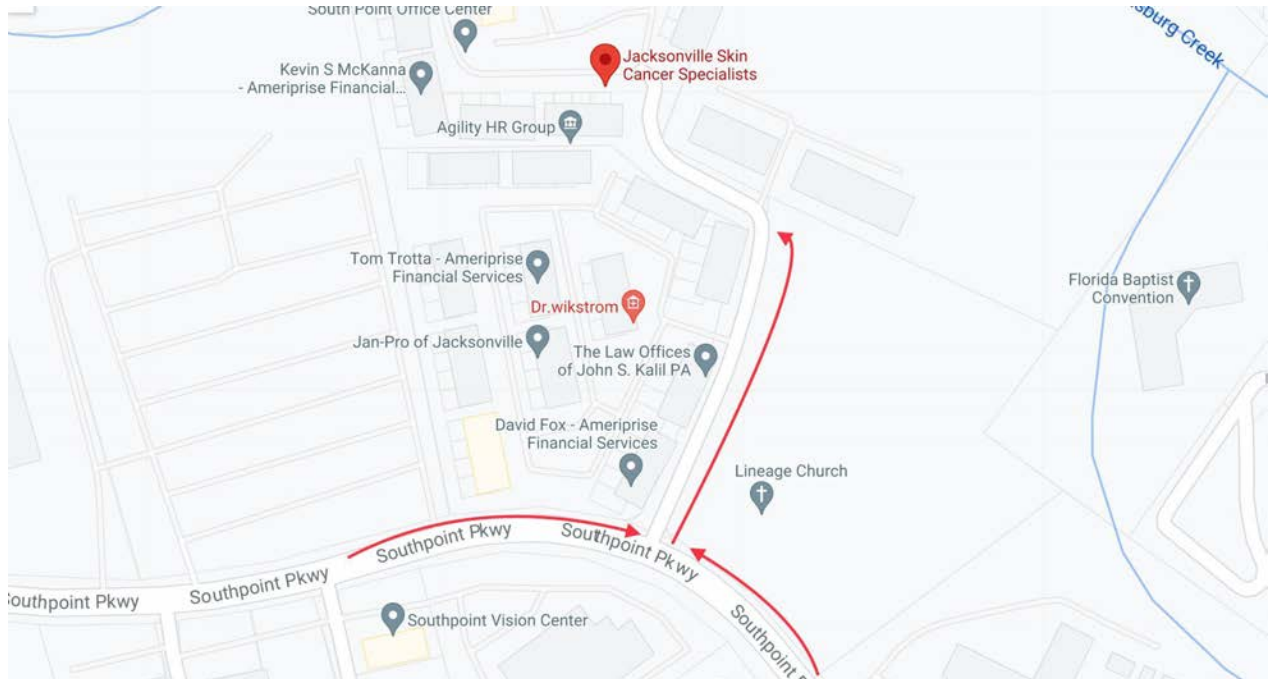 South Point Office Center
sburg Creek
Jacksonville Skin
Cancer Specialists
Kevin S McKanna
- Ameriprise Financial...
Agility HR Group
Tom Trotta - Ameriprise
Financial Services
Florida Baptist
Convention
Dr.wikstrom
Jan-Pro of Jacksonville
The Law Offices
of John S. Kalil PA
David Fox - Ameriprise
Financial Services
Lineage Church
Southpoint Pkwy
Southpoint Pkwy
Southpoint Pkwy
Southpoint Pkwy
Southpoint Vision Center
Southpoint